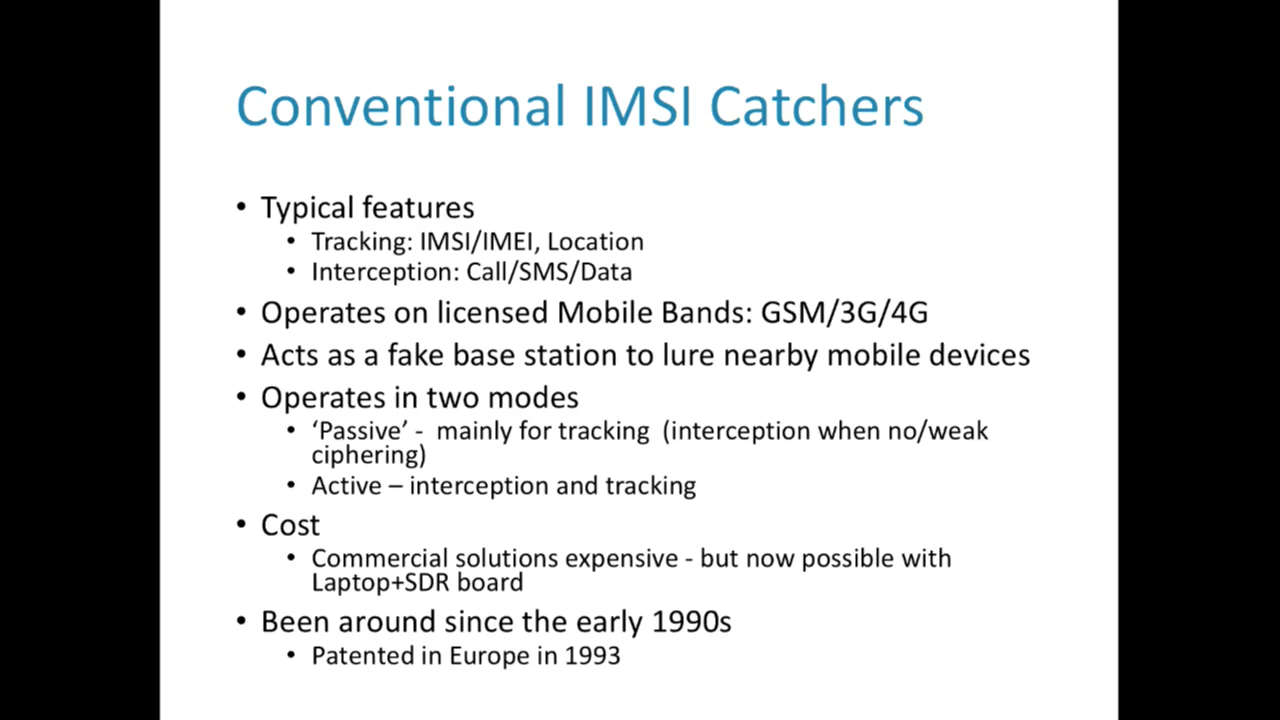 Conventional IMSI Catchers
• Typical features
• Tracking: IMSI/IMEI, Location
• Interception: Call/SMS/Data
• Operates on licensed Mobile Bands: GSM/3G/4G
• Acts as a fake base station to lure nearby mobile devices
• Operates in two modes
• ‘Passive’ - mainly for tracking (interception when no/weak
ciphering)
• Active – interception and tracking
• Cost
• Commercial solutions expensive - but now possible with
Laptop+SDR board
• Been around since the early 1990s
• Patented in Europe in 1993